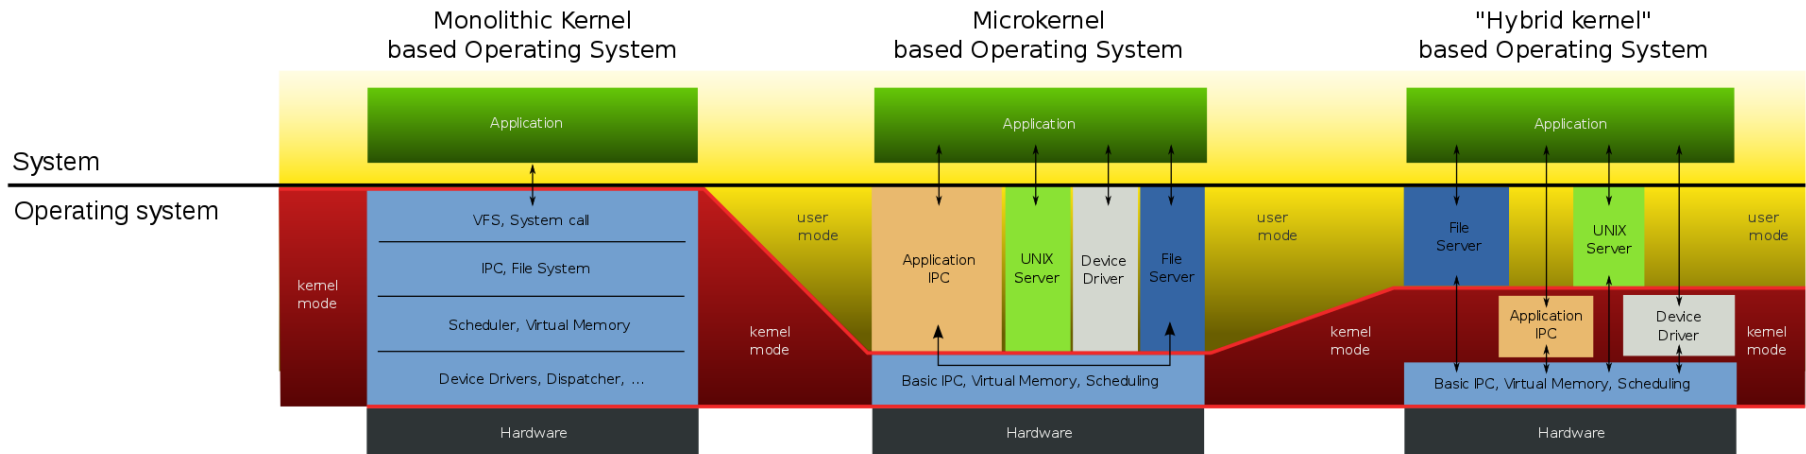 Monolithic Kernel
based Operating System
Microkernel
based Operating System
"Hybrid kernel"
based Operating System
System
Operating system
Application
VFS, System call
IPC, File System
Scheduler, Virtual Memory
Device Drivers, Dispatcher, ...
Hardware
kernel
mode
user
mode
kernel
mode
Application
Application
IPC
UNIX
Server
Device
Driver
File
Server
Basic IPC, Virtual Memory, Scheduling
Hardware
user
mode
kernel
mode
Application
File
Server
UNIX
Server
Application
IPC
Device
Driver
Basic IPC, Virtual Memory, Scheduling
Hardware
user
mode
kernel
mode